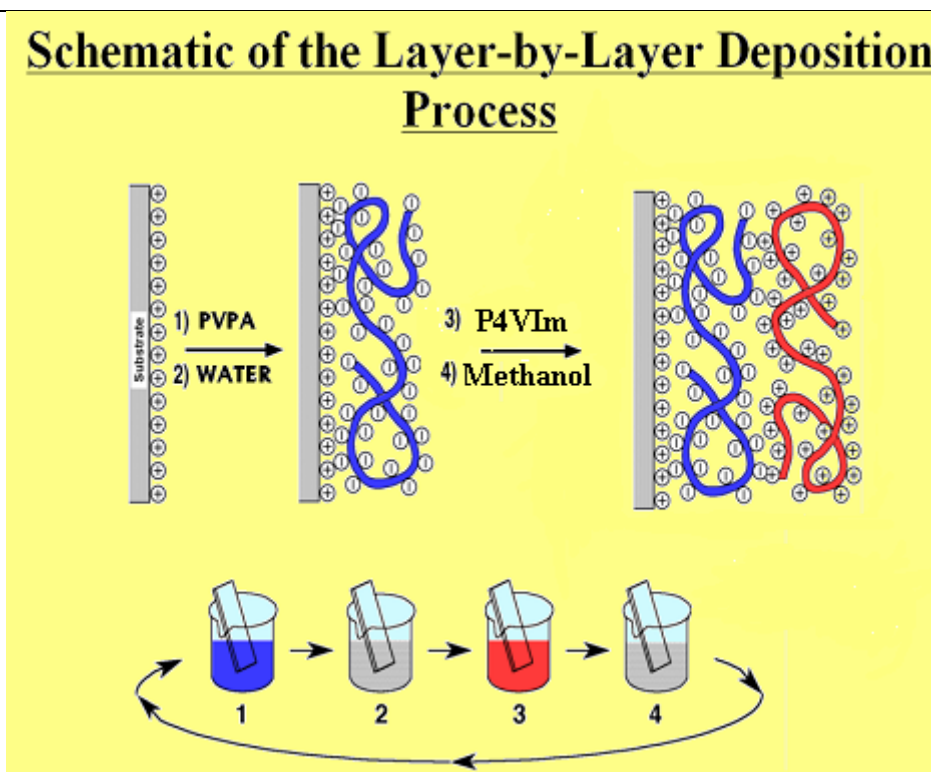 Schematic of the Layer-by-Layer Deposition
Process
Substrate
1) PVPA
2) WATER
3) P4VIm
4) Methanol
1 2 3 4